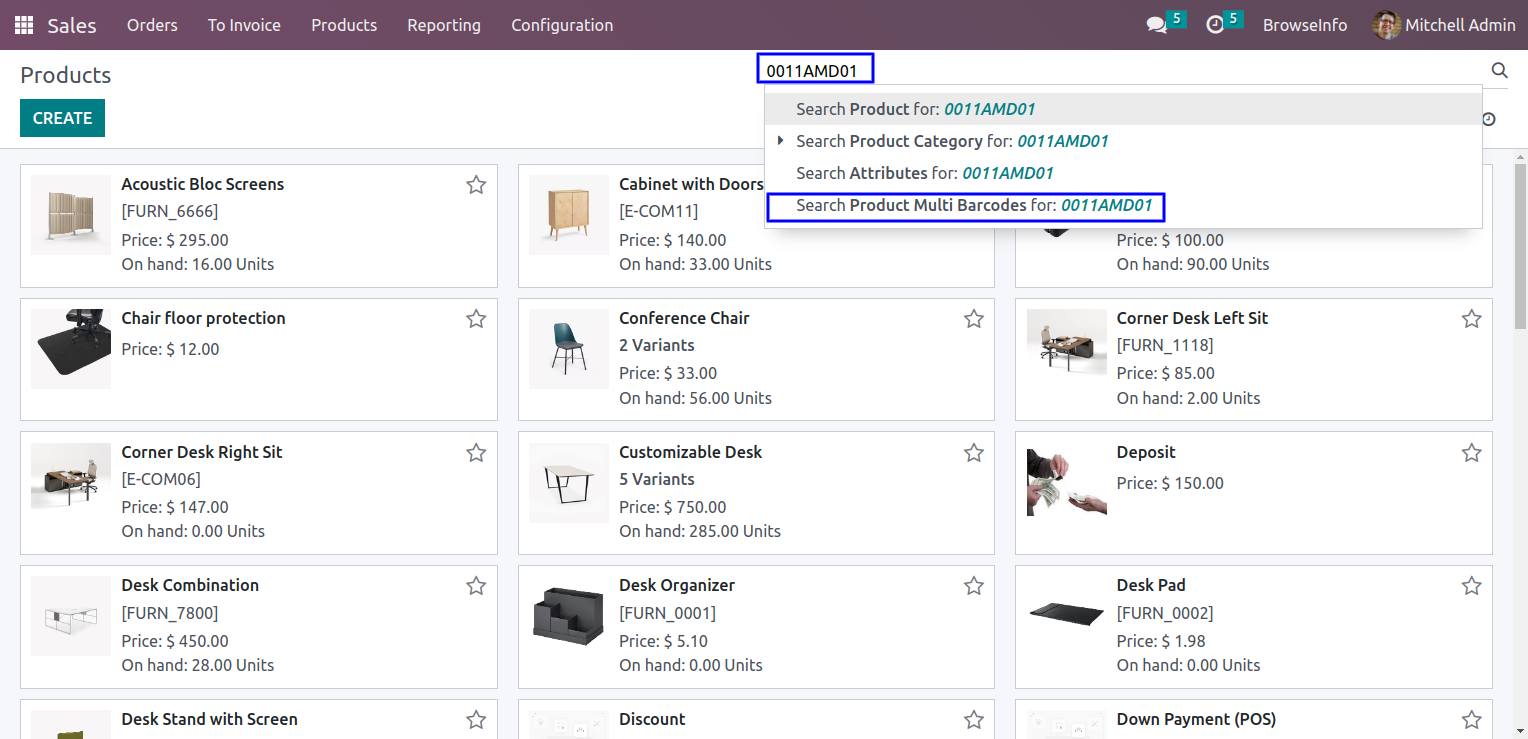 Sales Orders To Invoice Products Reporting Configuration 5 5 BrowseInfo Mitchell Admin
Products
0011AMD01
CREATE
Search Product for: 0011AMD01
Search Product Category for: 0011AMD01
Search Attributes for: 0011AMD01
Search Product Multi Barcodes for: 0011AMD01
Acoustic Bloc Screens
[FURN_6666]
Price: $ 295.00
On hand: 16.00 Units
Cabinet with Doors
[E-COM11]
Price: $ 140.00
On hand: 33.00 Units
Price: $ 100.00
On hand: 90.00 Units
Chair floor protection
Price: $ 12.00
Conference Chair
2 Variants
Price: $ 33.00
On hand: 56.00 Units
Corner Desk Left Sit
[FURN_1118]
Price: $ 85.00
On hand: 2.00 Units
Corner Desk Right Sit
[E-COM06]
Price: $ 147.00
On hand: 0.00 Units
Customizable Desk
5 Variants
Price: $ 750.00
On hand: 285.00 Units
Deposit
Price: $ 150.00
Desk Combination
[FURN_7800]
Price: $ 450.00
On hand: 28.00 Units
Desk Organizer
[FURN_0001]
Price: $ 5.10
On hand: 0.00 Units
Desk Pad
[FURN_0002]
Price: $ 1.98
On hand: 0.00 Units
Desk Stand with Screen
Discount
Down Payment (POS)